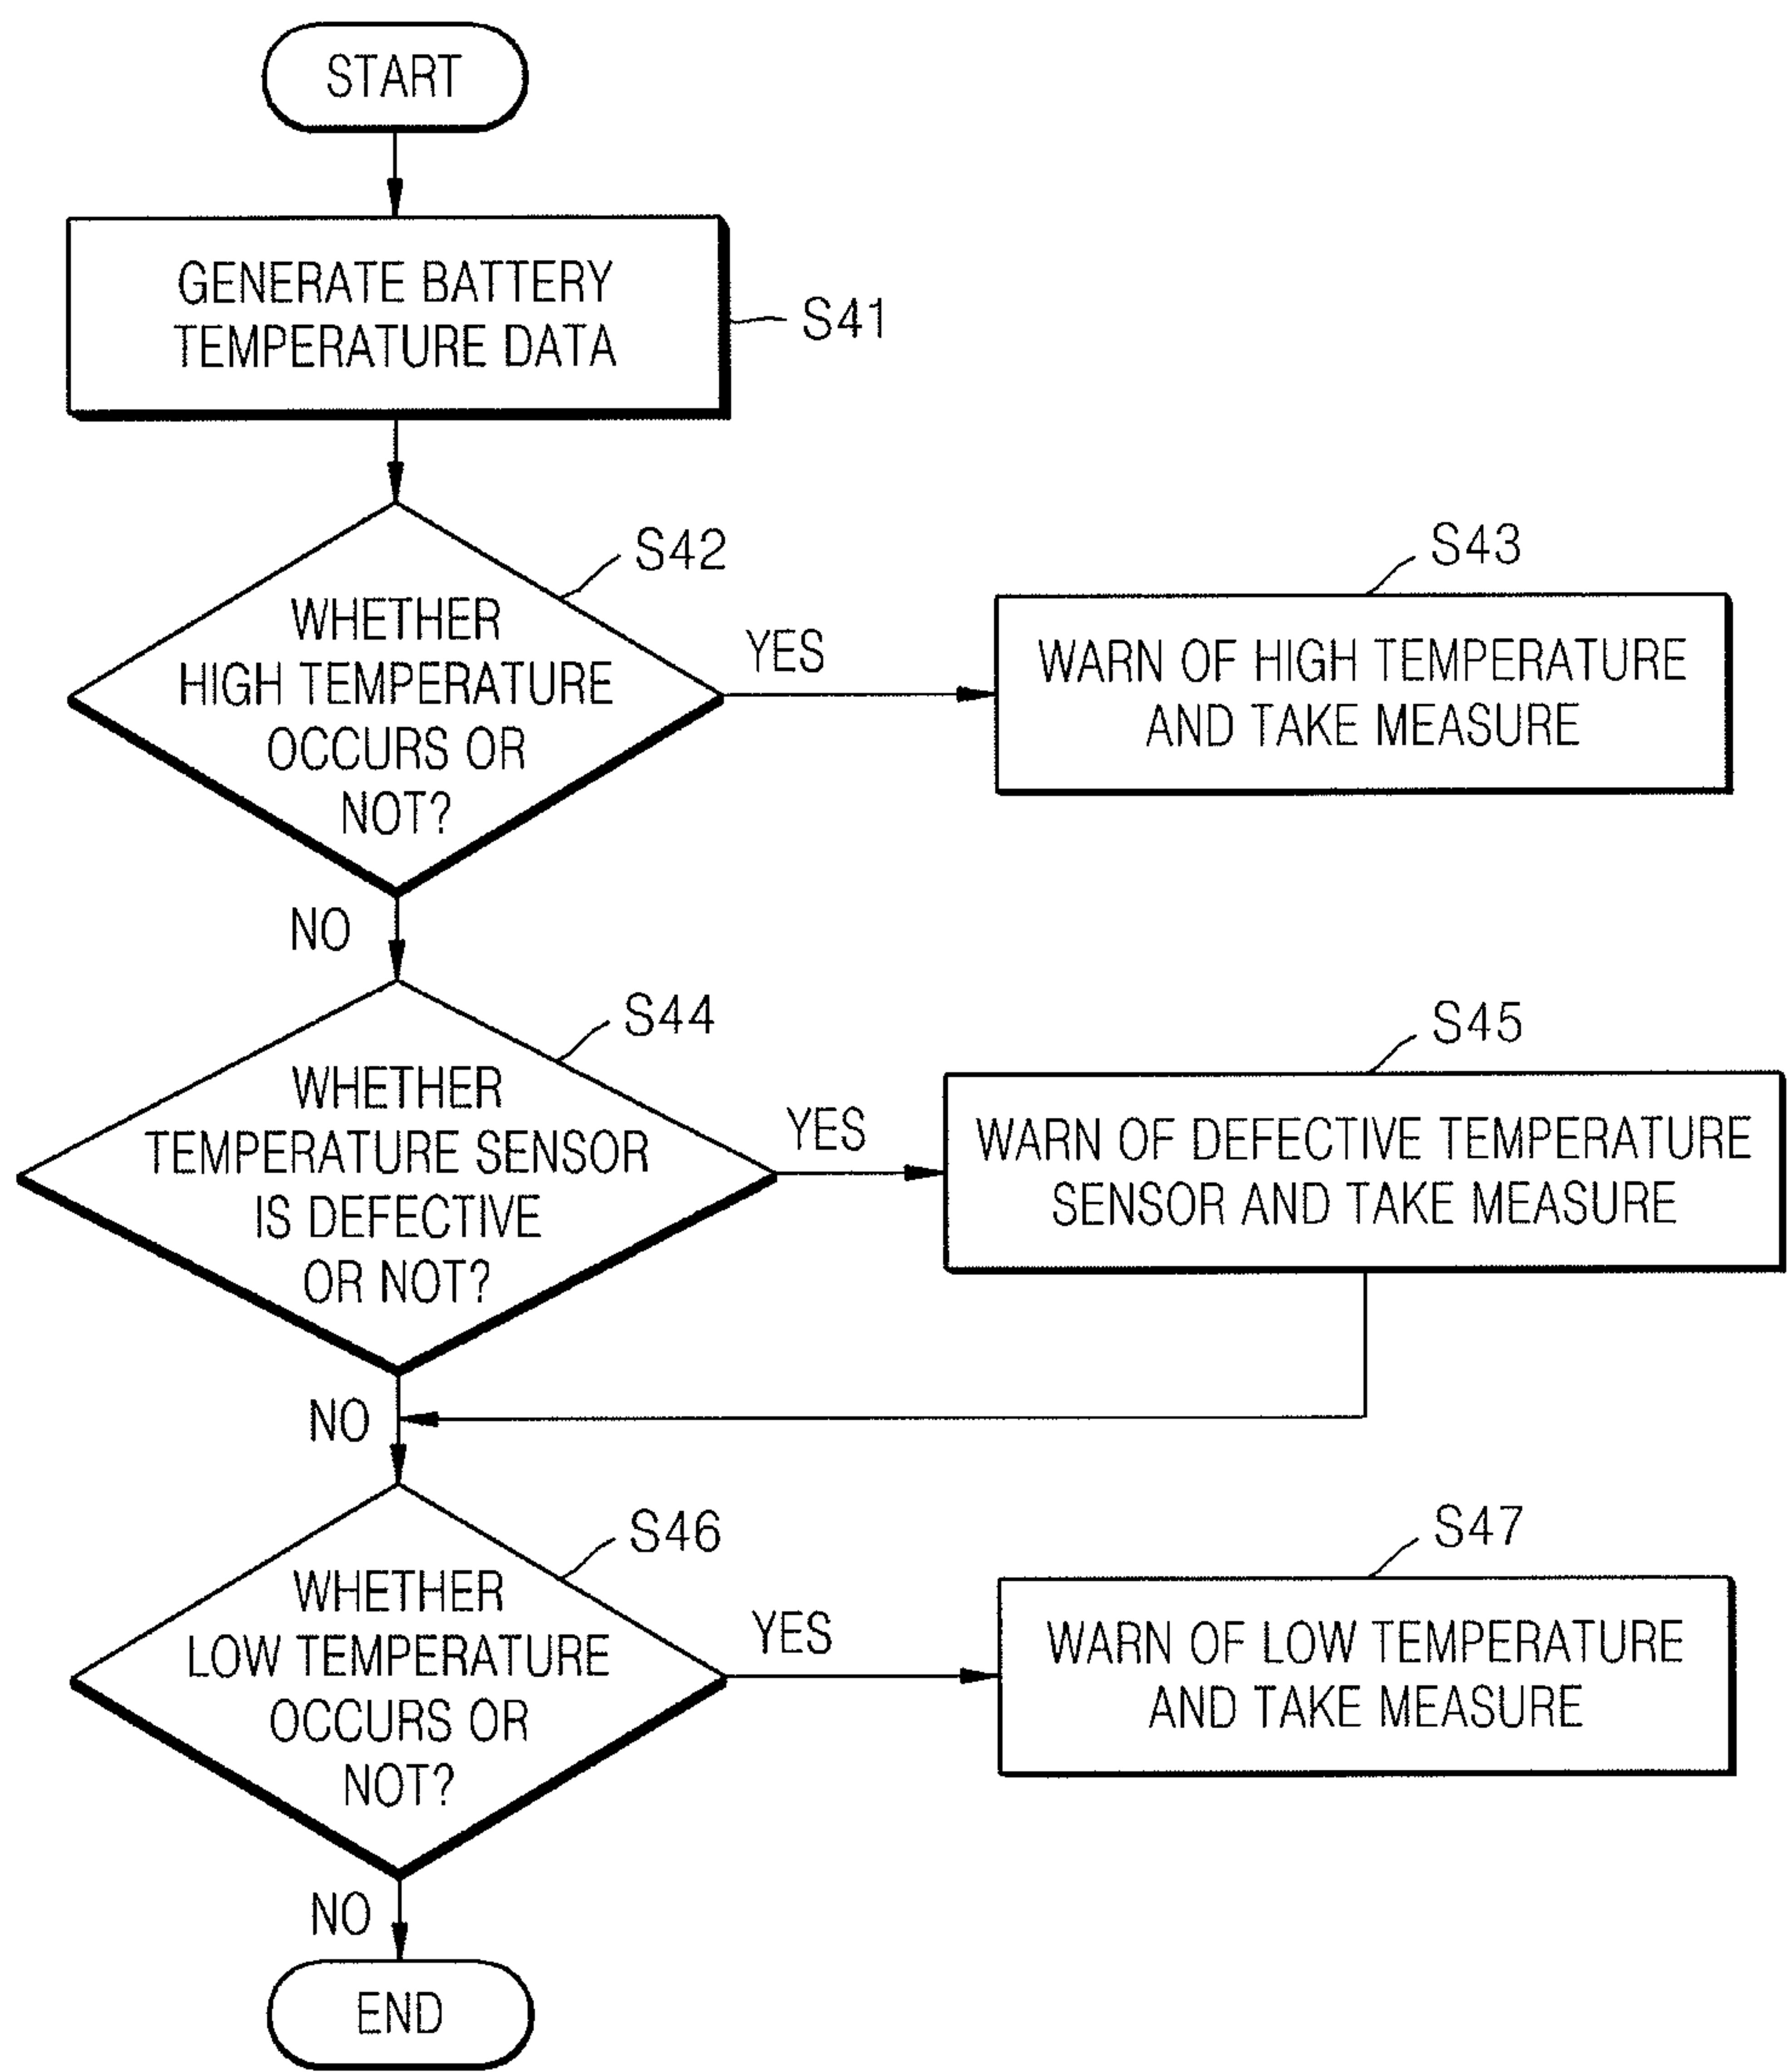 START
GENERATE BATTERY
TEMPERATURE DATA
S41
S42
WHETHER
HIGH TEMPERATURE
OCCURS OR
NOT?
YES
S43
WARN OF HIGH TEMPERATURE
AND TAKE MEASURE
NO
S44
WHETHER
TEMPERATURE SENSOR
IS DEFECTIVE
OR NOT?
YES
S45
WARN OF DEFECTIVE TEMPERATURE
SENSOR AND TAKE MEASURE
NO
S46
WHETHER
LOW TEMPERATURE
OCCURS OR
NOT?
YES
S47
WARN OF LOW TEMPERATURE
AND TAKE MEASURE
NO
END